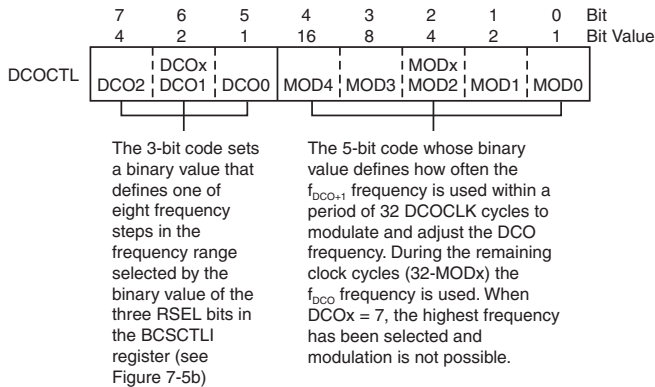 7 6 5 4 3 2 1 0 Bit
4 2 1 16 8 4 2 1 Bit Value
DCOCTL
DCOx
MODx
DCO2 DCO1 DCO0 MOD4 MOD3 MOD2 MOD1 MOD0
The 3-bit code sets
a binary value that
defines one of
eight frequency
steps in the
frequency range
selected by the
binary value of the
three RSEL bits in
the BCSCTLI
register (see
Figure 7-5b)
The 5-bit code whose binary
value defines how often the
fDCO+1 frequency is used within a
period of 32 DCOCLK cycles to
modulate and adjust the DCO
frequency. During the remaining
clock cycles (32-MODx) the
fDCO frequency is used. When
DCOx = 7, the highest frequency
has been selected and
modulation is not possible.